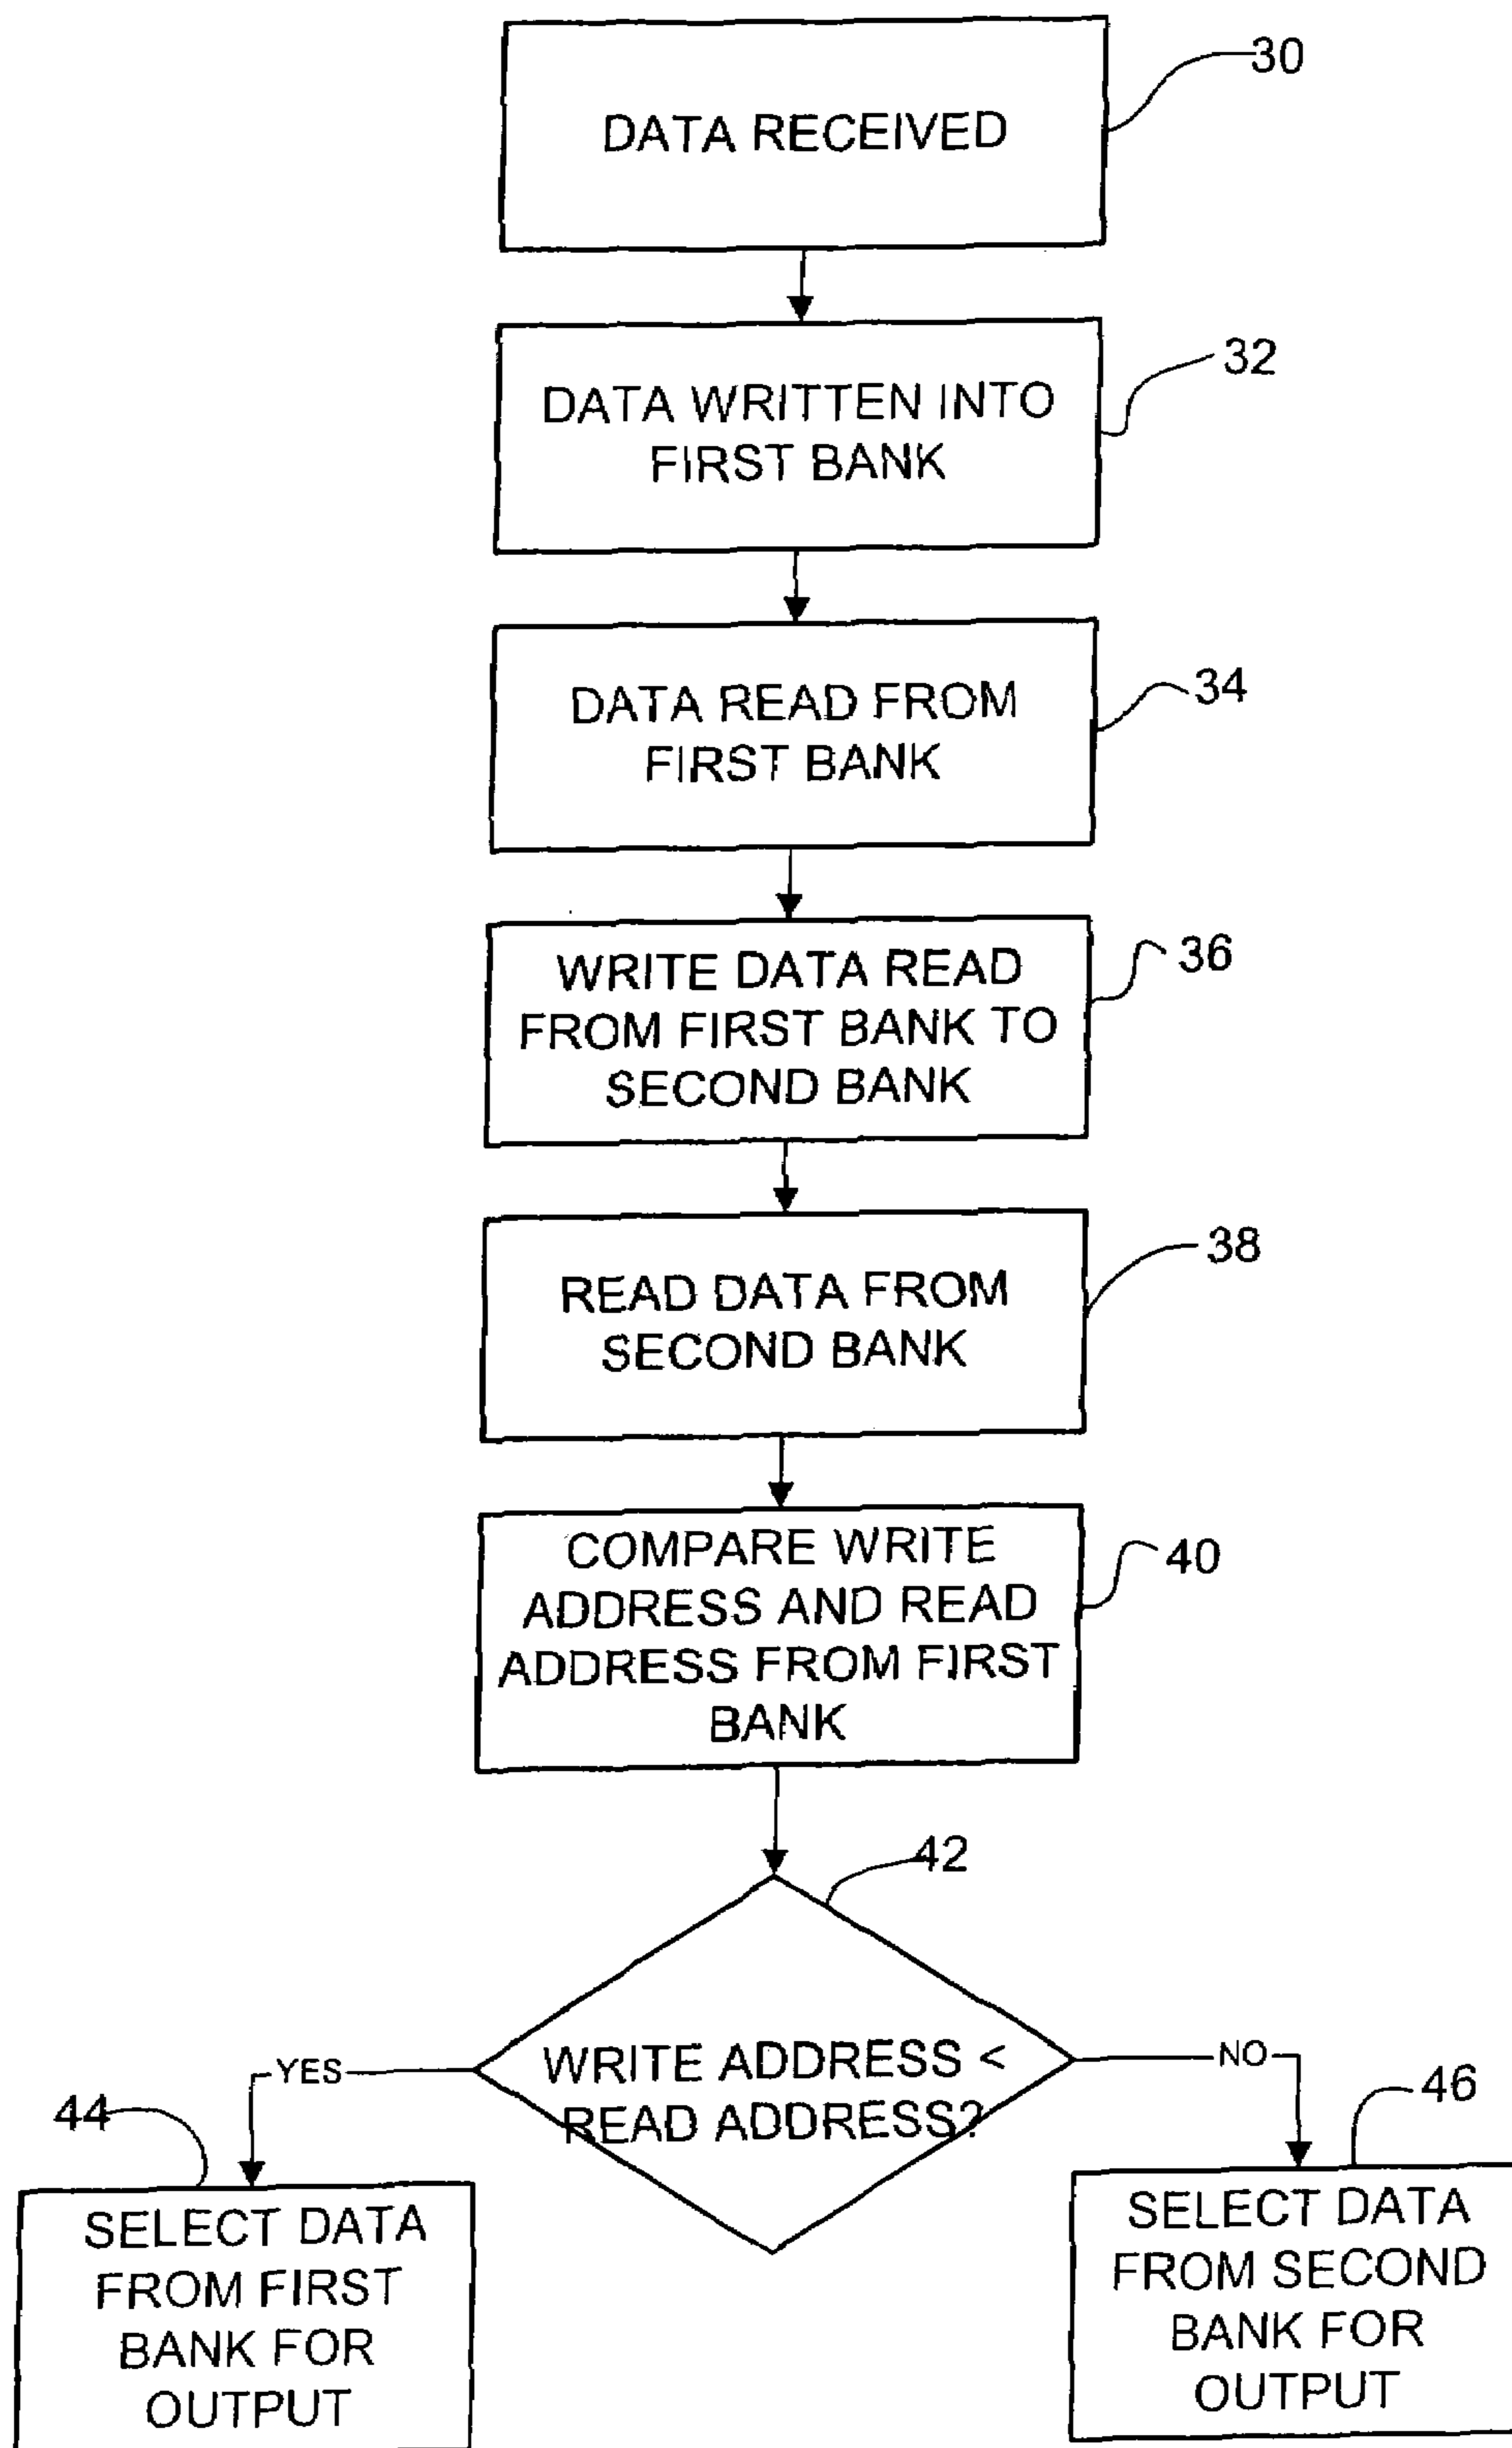 30
DATA RECEIVED
32
DATA WRITTEN INTO
FIRST BANK
34
DATA READ FROM
FIRST BANK
36
WRITE DATA READ
FROM FIRST BANK TO
SECOND BANK
38
READ DATA FROM
SECOND BANK
40
COMPARE WRITE
ADDRESS AND READ
ADDRESS FROM FIRST
BANK
42
WRITE ADDRESS <
READ ADDRESS?
YES
NO
44
SELECT DATA
FROM FIRST
BANK FOR
OUTPUT
46
SELECT DATA
FROM SECOND
BANK FOR
OUTPUT